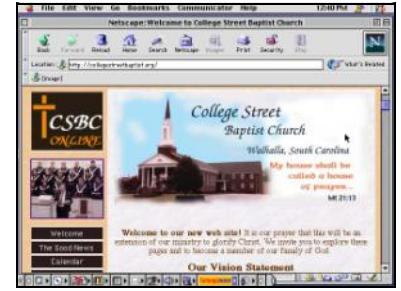 File Edit View Go Bookmarks Communicator Help 12:40 PM
Netscape: Welcome to College Street Baptist Church
Back Forward Reload Home Search Netscape Images Print Security Stop
Location: http://collegestreetbaptist.org/ What's Related
CSBC
ONLINE
College Street
Baptist Church
Walhalla, South Carolina
My house shall be
called a house
of prayer...
Mt 21:13
Welcome
The Good News
Calendar
Welcome to our new web site! It is our prayer that this will be an
extension of our ministry to glorify Christ. We invite you to explore these
pages and to become a member of our family of God.
Our Vision Statement